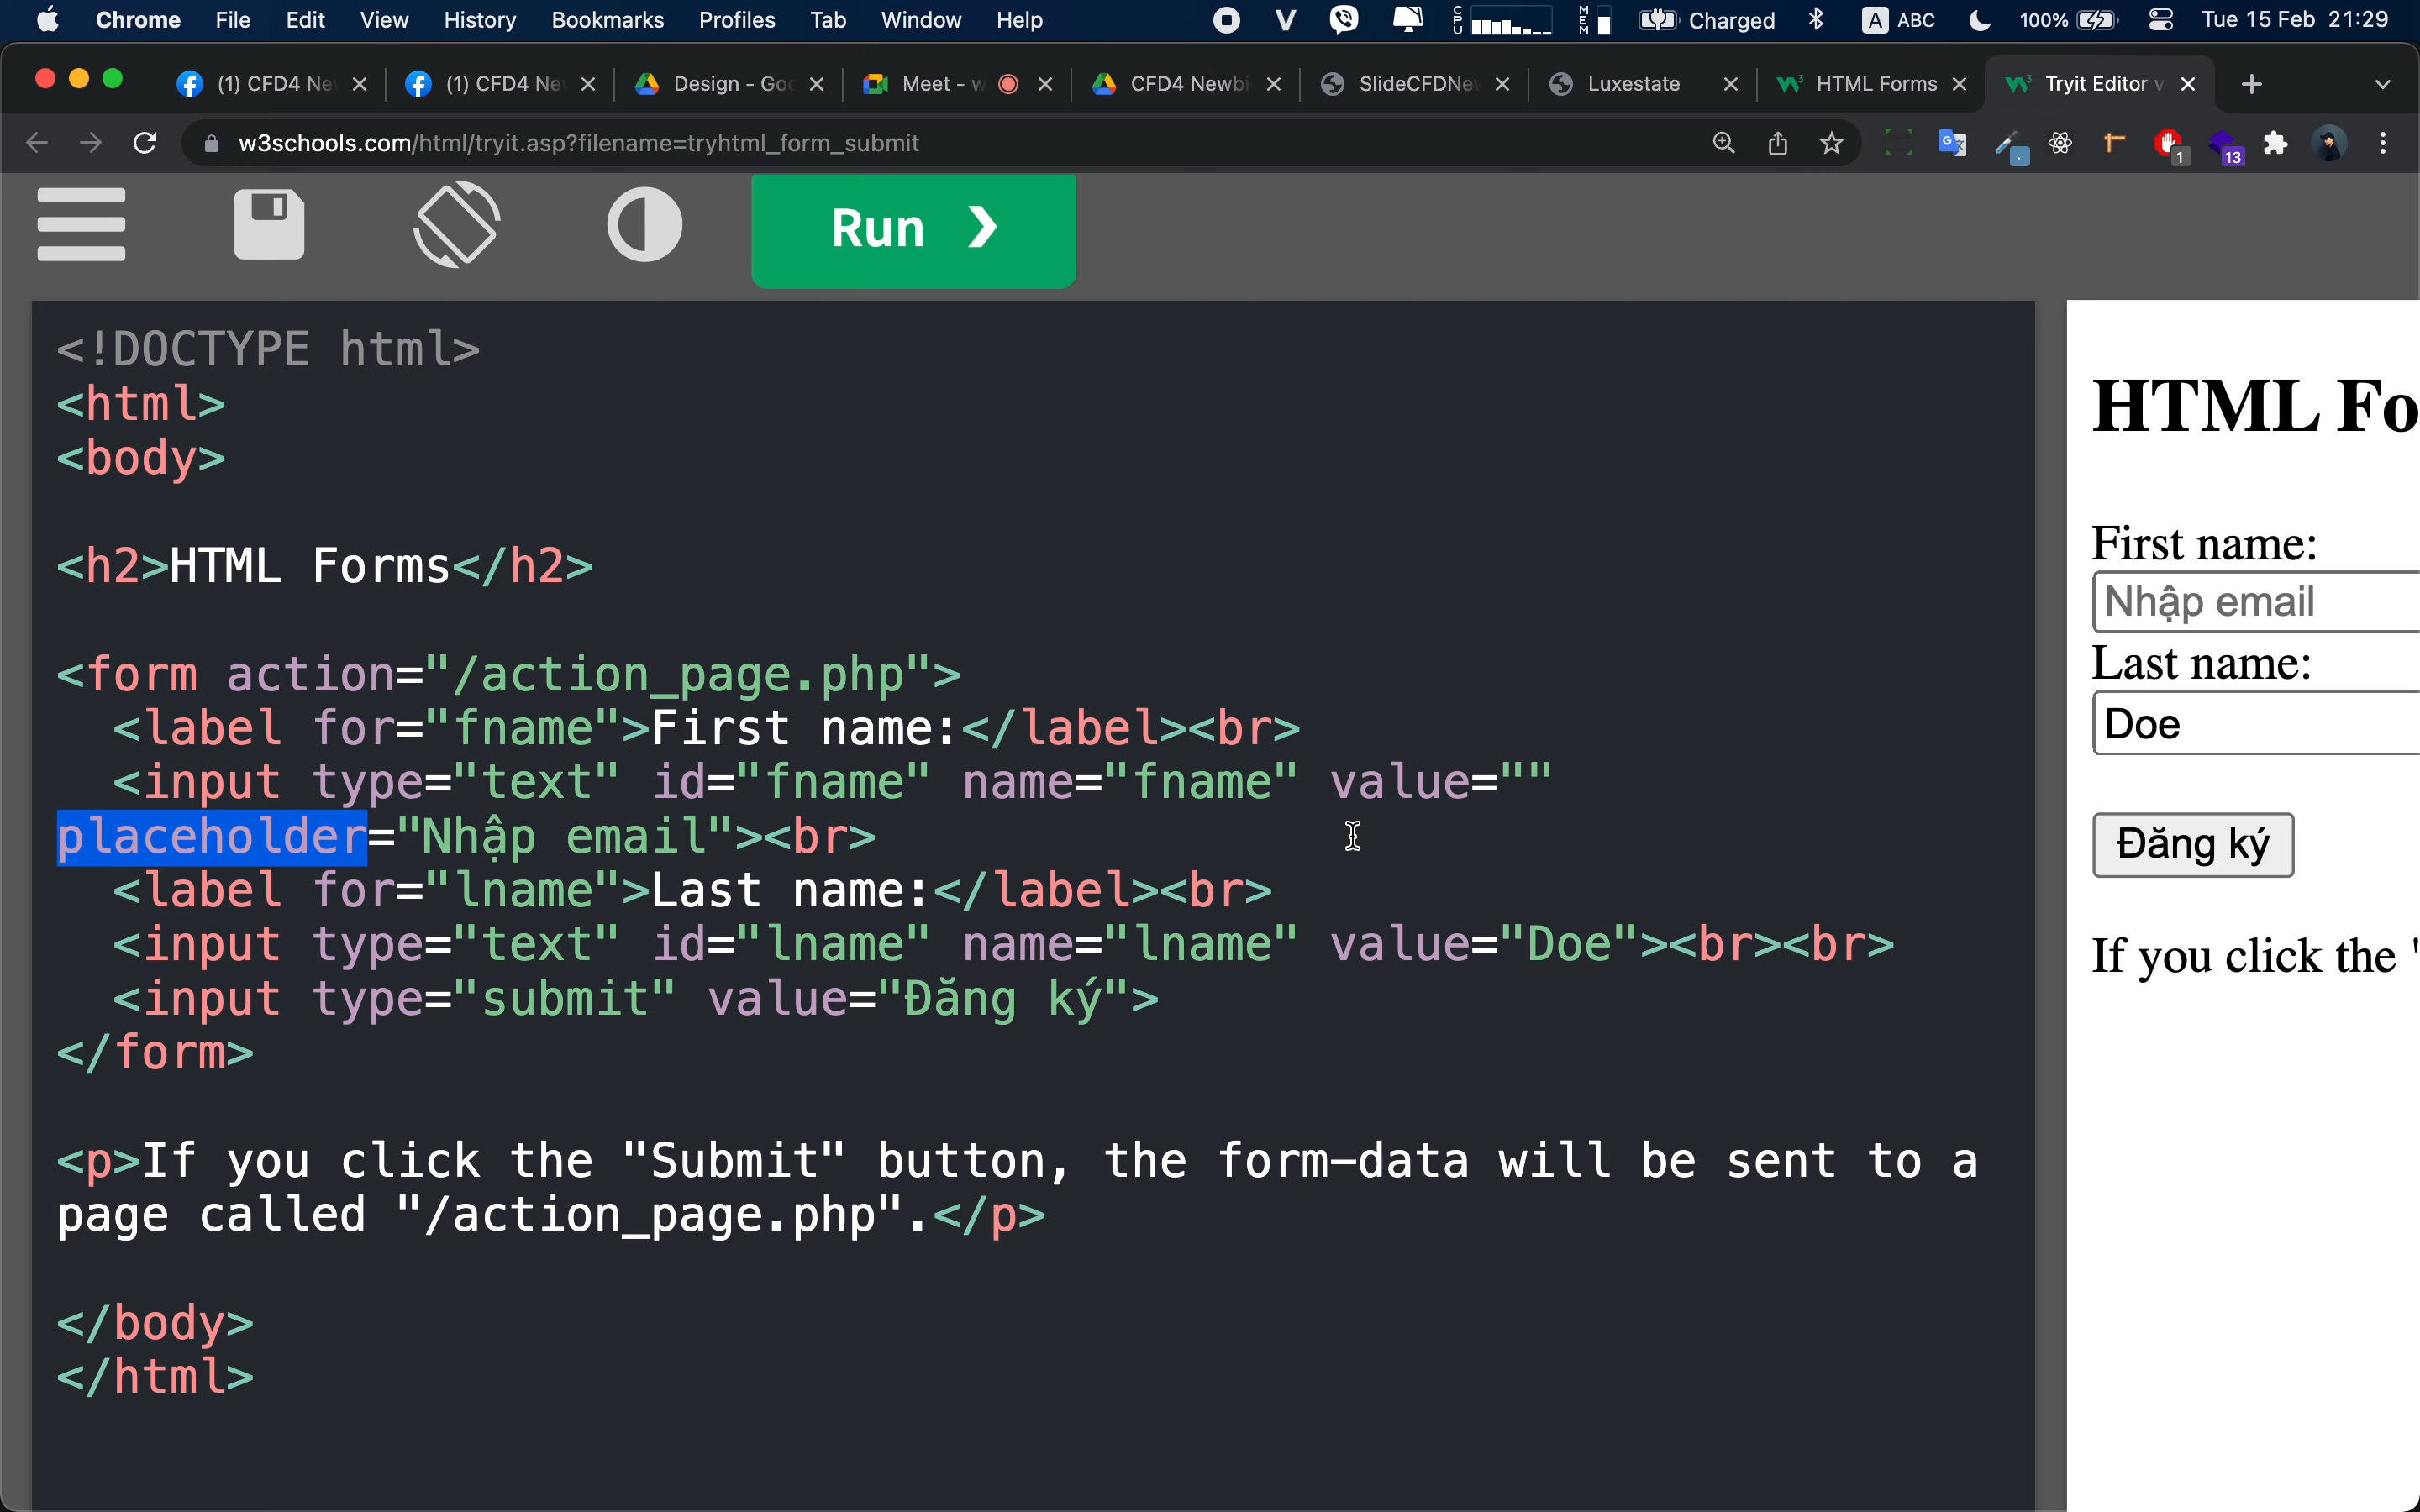 Chrome File Edit View History Bookmarks Profiles Tab Window Help CPU MEM Charged A ABC 100% Tue 15 Feb 21:29
(1) CFD4 Ne (1) CFD4 Ne Design - Goo Meet - w CFD4 Newbi SlideCFDNe Luxestate HTML Forms Tryit Editor v
w3schools.com/html/tryit.asp?filename=tryhtml_form_submit 1 13
Run ❯
<!DOCTYPE html>
<html>
<body>
<h2>HTML Forms</h2>
<form action="/action_page.php">
<label for="fname">First name:</label><br>
<input type="text" id="fname" name="fname" value=""
placeholder="Nhập email"><br>
<label for="lname">Last name:</label><br>
<input type="text" id="lname" name="lname" value="Doe"><br><br>
<input type="submit" value="Đăng ký">
</form>
<p>If you click the "Submit" button, the form-data will be sent to a
page called "/action_page.php".</p>
</body>
</html>
HTML Fo
First name:
Nhập email
Last name:
Doe
Đăng ký
If you click the "